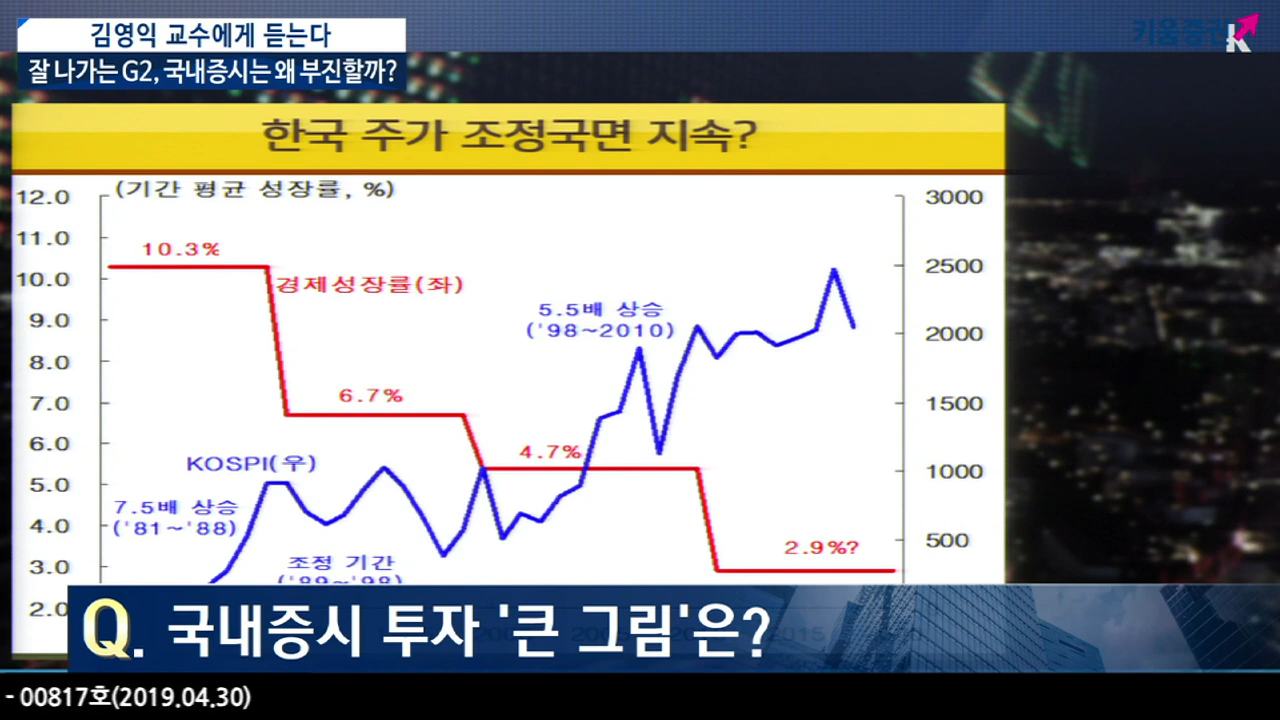 김영익 교수에게 듣는다
잘 나가는 G2, 국내증시는 왜 부진할까?
키움증권
한국 주가 조정국면 지속?
(기간 평균 성장률, %)
12.0
11.0
10.0
9.0
8.0
7.0
6.0
5.0
4.0
3.0
2.0
3000
2500
2000
1500
1000
500
10.3%
경제성장률(좌)
5.5배 상승
('98~2010)
6.7%
4.7%
KOSPI(우)
7.5배 상승
('81~'88)
조정 기간
('89~'98)
2.9%?
Q. 국내증시 투자 '큰 그림'은?
- 00817호(2019.04.30)